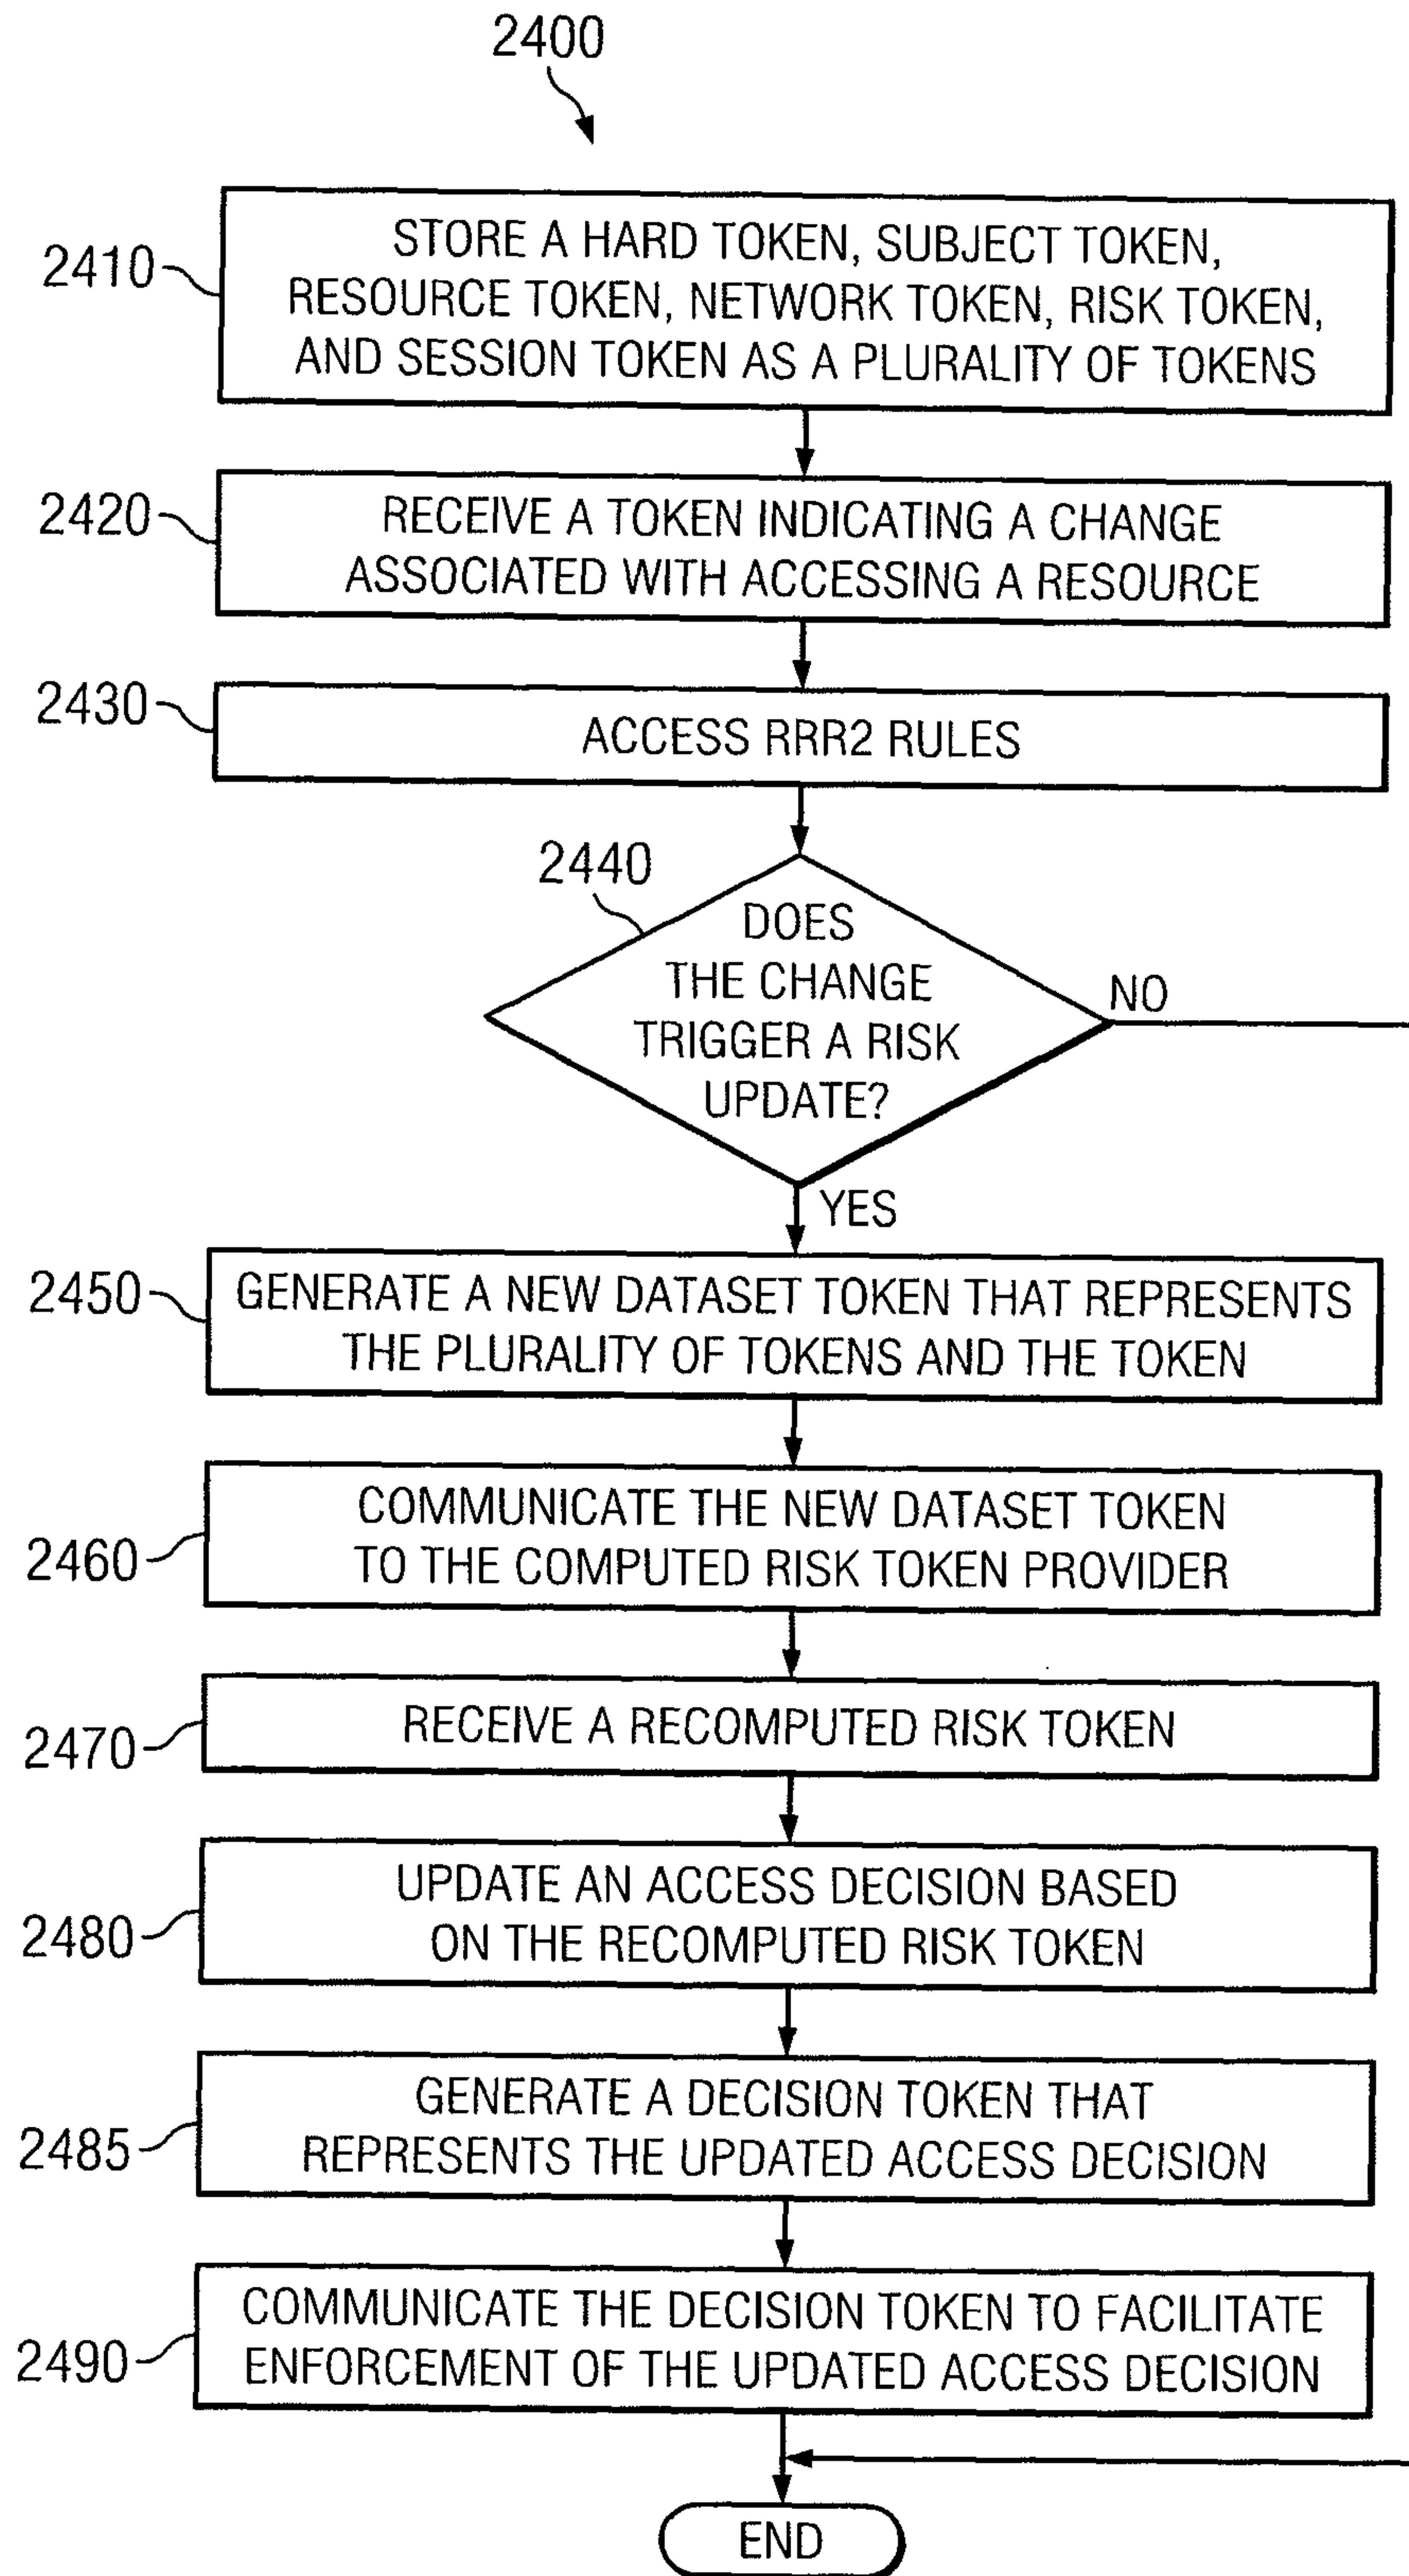 2400
2410
STORE A HARD TOKEN, SUBJECT TOKEN,
RESOURCE TOKEN, NETWORK TOKEN, RISK TOKEN,
AND SESSION TOKEN AS A PLURALITY OF TOKENS
2420
RECEIVE A TOKEN INDICATING A CHANGE
ASSOCIATED WITH ACCESSING A RESOURCE
2430
ACCESS RRR2 RULES
2440
DOES
THE CHANGE
TRIGGER A RISK
UPDATE?
NO
YES
2450
GENERATE A NEW DATASET TOKEN THAT REPRESENTS
THE PLURALITY OF TOKENS AND THE TOKEN
2460
COMMUNICATE THE NEW DATASET TOKEN
TO THE COMPUTED RISK TOKEN PROVIDER
2470
RECEIVE A RECOMPUTED RISK TOKEN
2480
UPDATE AN ACCESS DECISION BASED
ON THE RECOMPUTED RISK TOKEN
2485
GENERATE A DECISION TOKEN THAT
REPRESENTS THE UPDATED ACCESS DECISION
2490
COMMUNICATE THE DECISION TOKEN TO FACILITATE
ENFORCEMENT OF THE UPDATED ACCESS DECISION
END